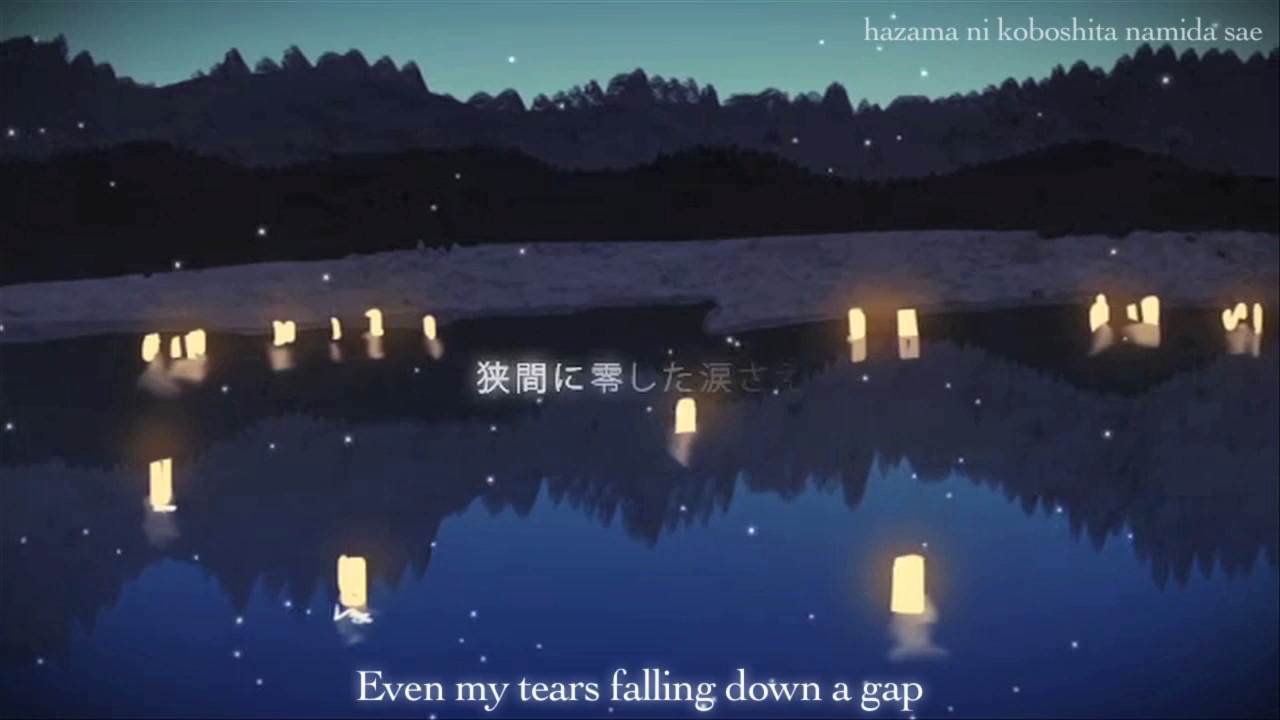 hazama ni koboshita namida sae
狭間に零した涙さえ
Even my tears falling down a gap